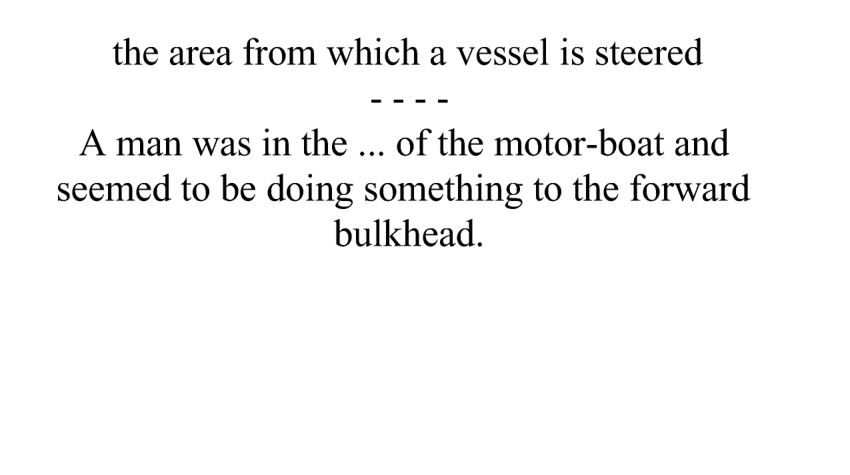 the area from which a vessel is steered
- - - -
A man was in the ... of the motor-boat and
seemed to be doing something to the forward
bulkhead.